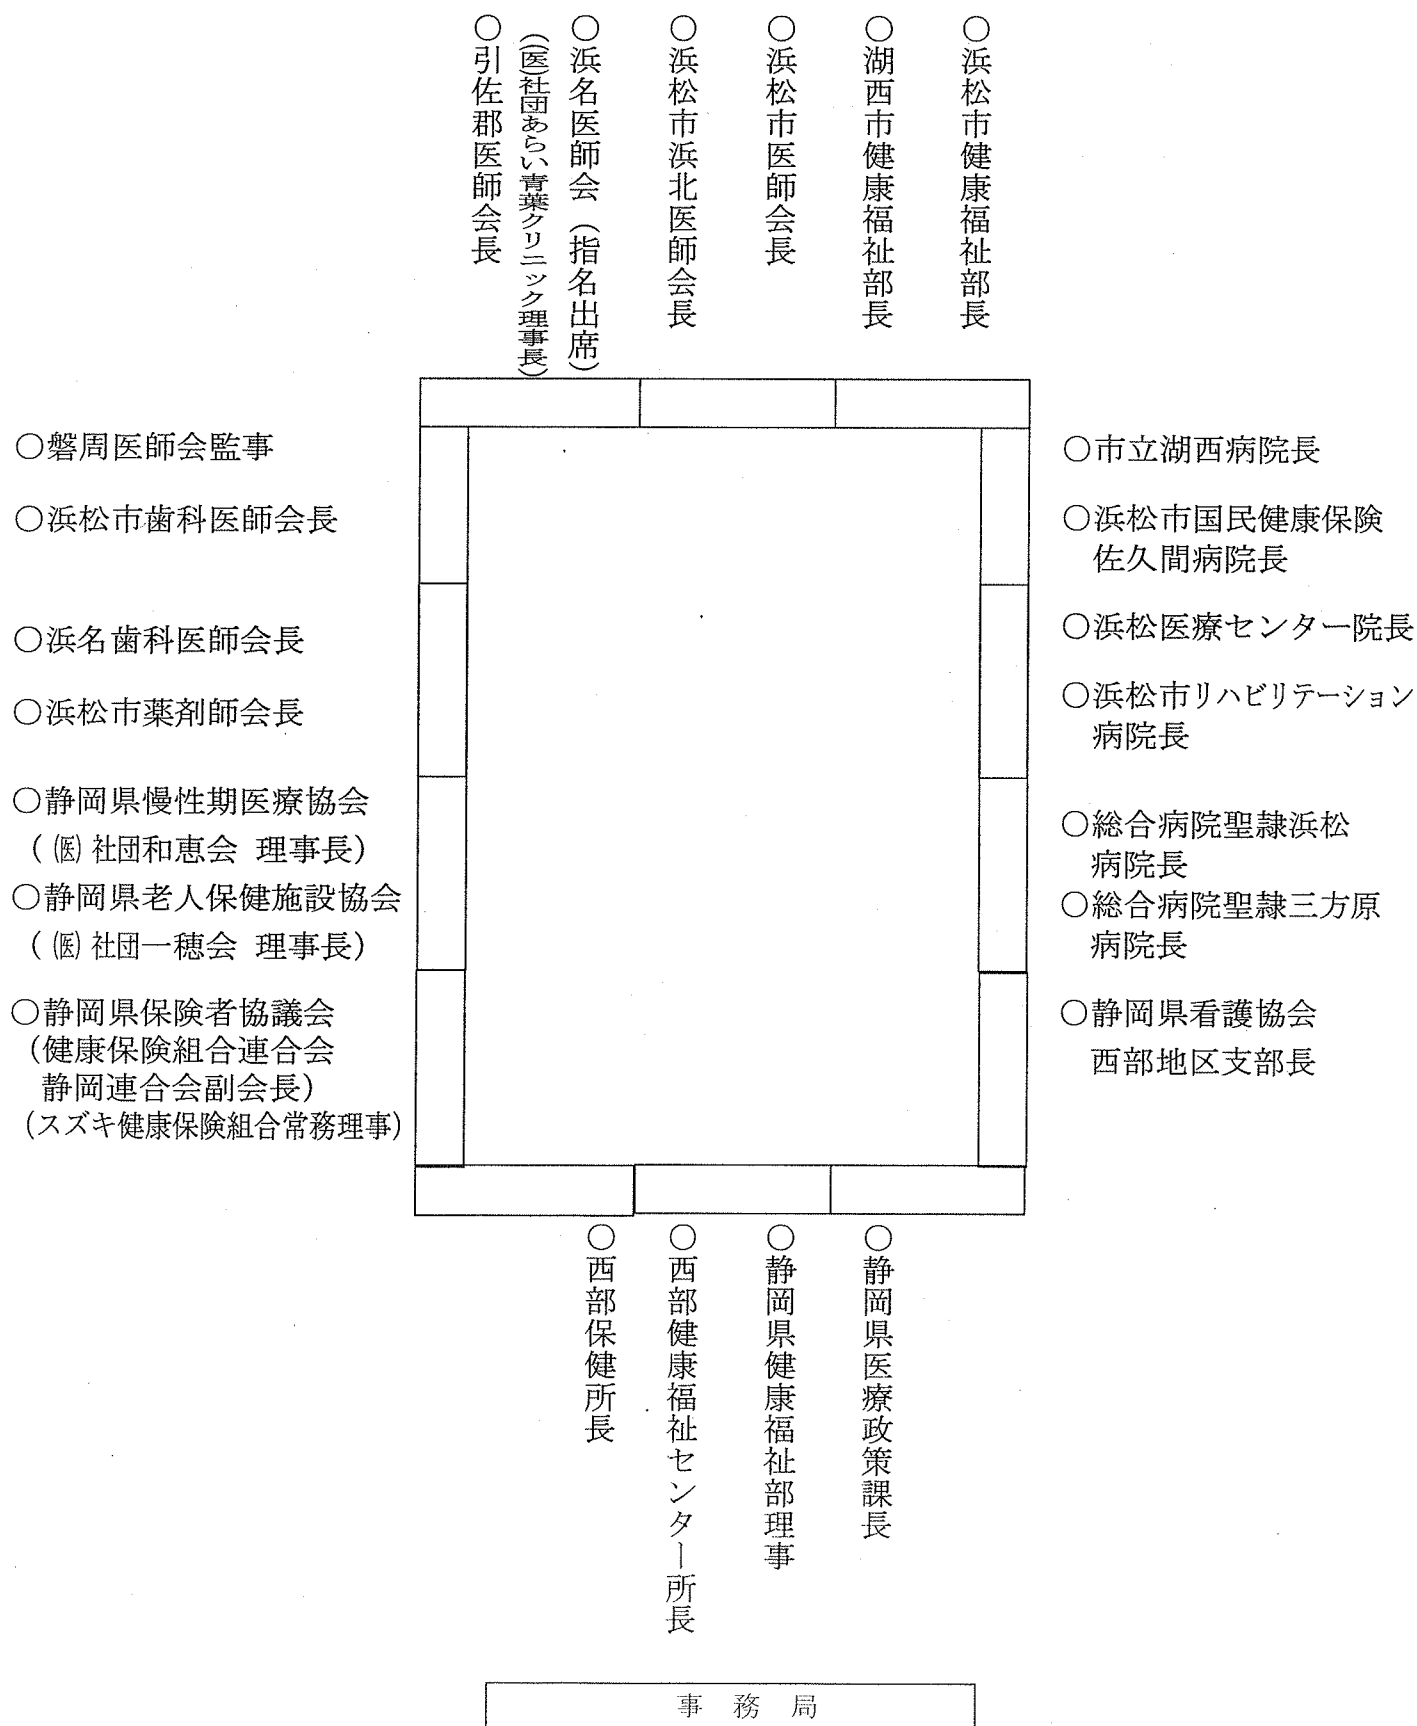 ○浜松市健康福祉部長
○湖西市健康福祉部長
○浜松市医師会長
○浜松市浜北医師会長
○浜名医師会（指名出席）
（(医)社団あらい青葉クリニック理事長）
○引佐郡医師会長
○磐周医師会監事
○浜松市歯科医師会長
○浜名歯科医師会長
○浜松市薬剤師会長
○静岡県慢性期医療協会
（㊩社団和恵会 理事長）
○静岡県老人保健施設協会
（㊩社団一穂会 理事長）
○静岡県保険者協議会
（健康保険組合連合会
静岡連合会副会長）
（スズキ健康保険組合常務理事）
○市立湖西病院長
○浜松市国民健康保険
佐久間病院長
○浜松医療センター院長
○浜松市リハビリテーション
病院長
○総合病院聖隷浜松
病院長
○総合病院聖隷三方原
病院長
○静岡県看護協会
西部地区支部長
○静岡県医療政策課長
○静岡県健康福祉部理事
○西部健康福祉センター所長
○西部保健所長
事 務 局